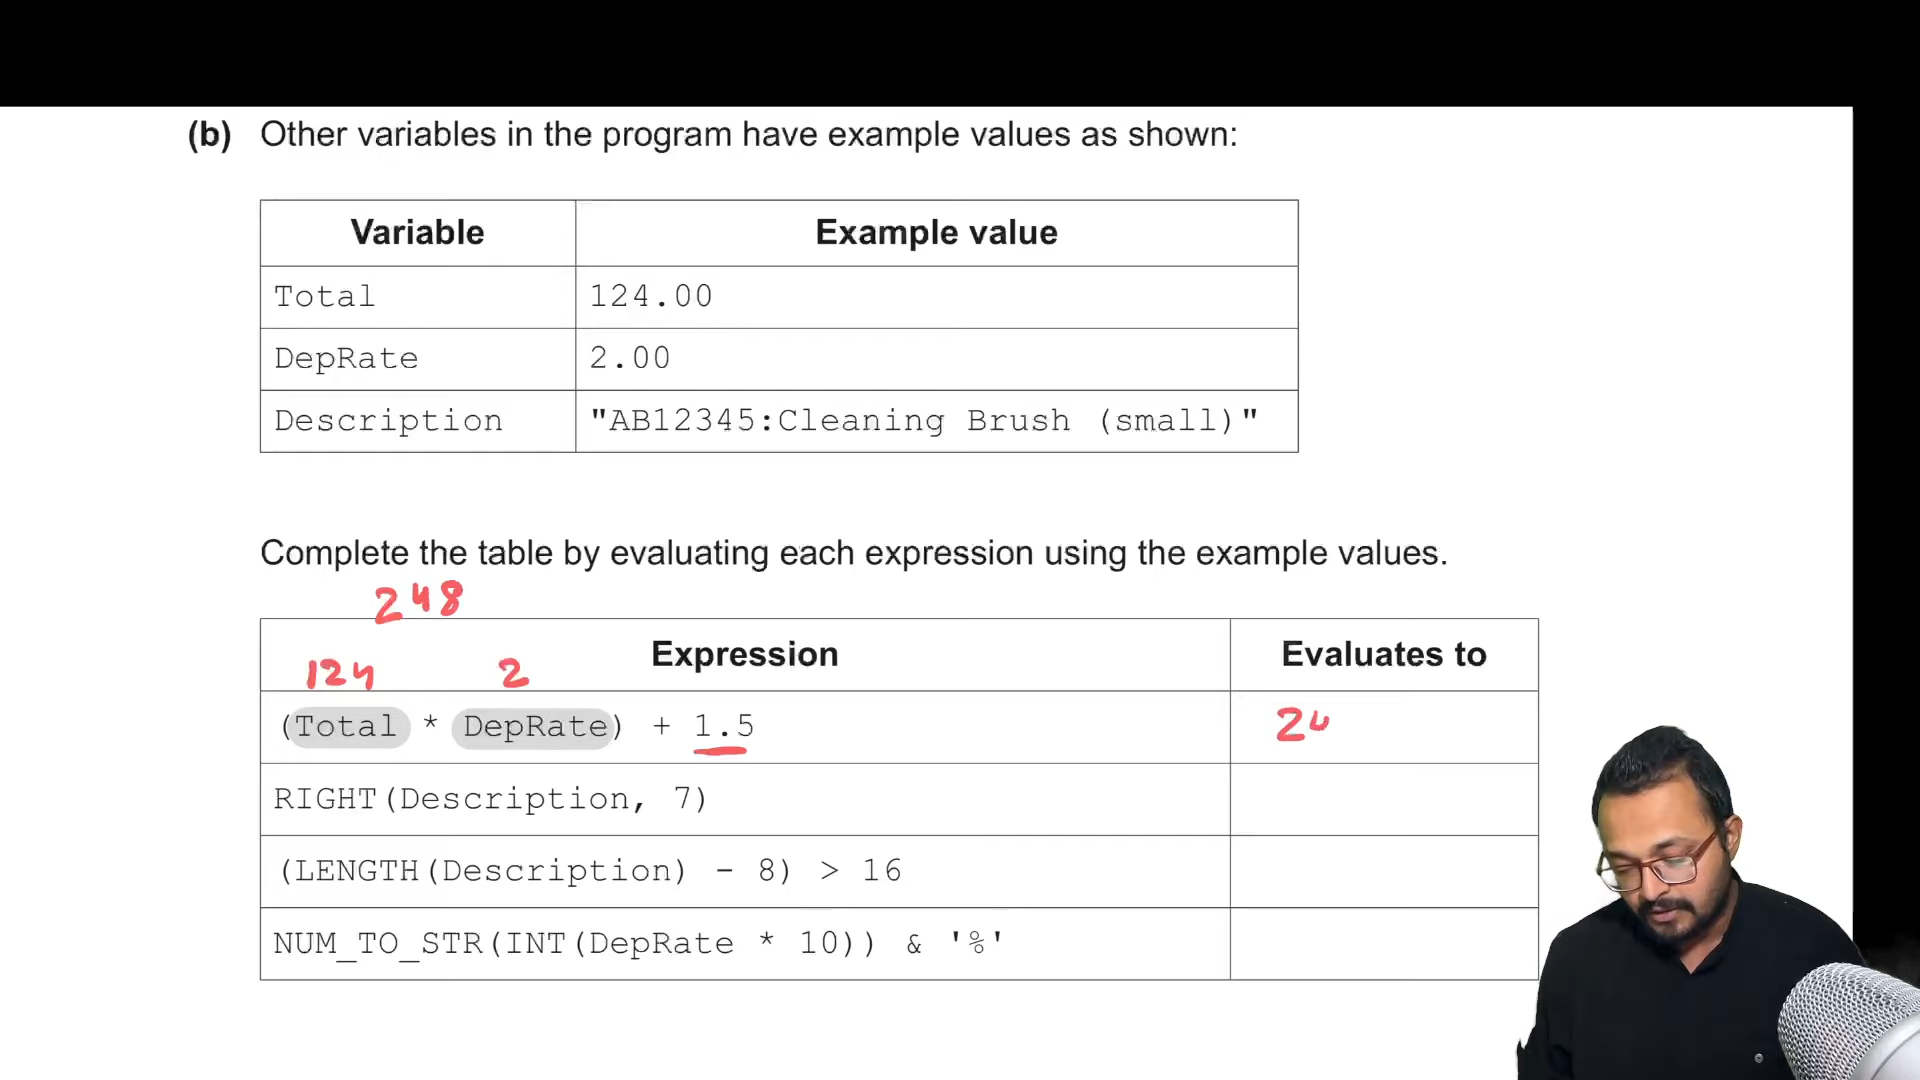 (b) Other variables in the program have example values as shown:
Variable Example value
Total 124.00
DepRate 2.00
Description "AB12345:Cleaning Brush (small)"
Complete the table by evaluating each expression using the example values.
248
Expression Evaluates to
124 2
(Total * DepRate) + 1.5 24
RIGHT(Description, 7)
(LENGTH(Description) - 8) > 16
NUM_TO_STR(INT(DepRate * 10)) & '%'